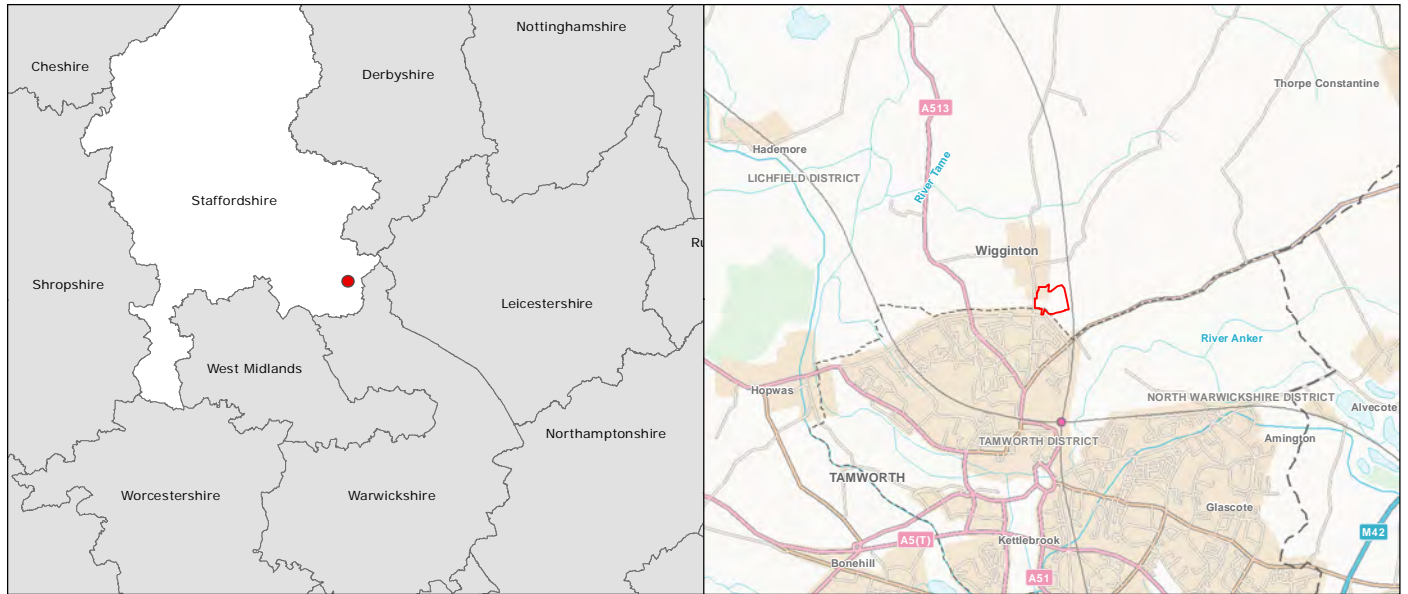 Nottinghamshire
Cheshire
Derbyshire
Staffordshire
Ru
Shropshire
Leicestershire
West Midlands
Northamptonshire
Worcestershire
Warwickshire
Thorpe Constantine
A513
Hademore
LICHFIELD DISTRICT
River Tame
Wigginton
River Anker
Hopwas
NORTH WARWICKSHIRE DISTRICT
Alvecote
TAMWORTH DISTRICT
Amington
TAMWORTH
Glascote
M42
A5(T)
Kettlebrook
Bonehill
A51